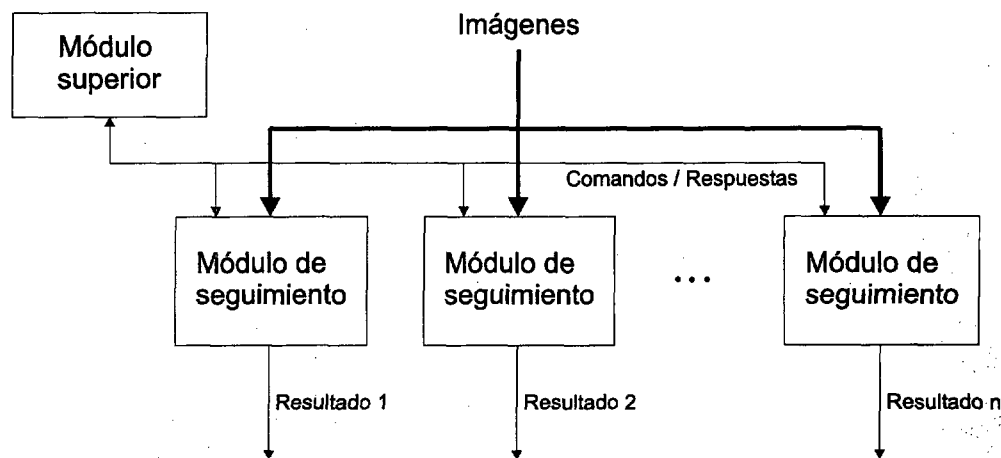 Imágenes
Módulo
superior
Comandos / Respuestas
Módulo de
seguimiento
Módulo de
seguimiento
...
Módulo de
seguimiento
Resultado 1
Resultado 2
Resultado n